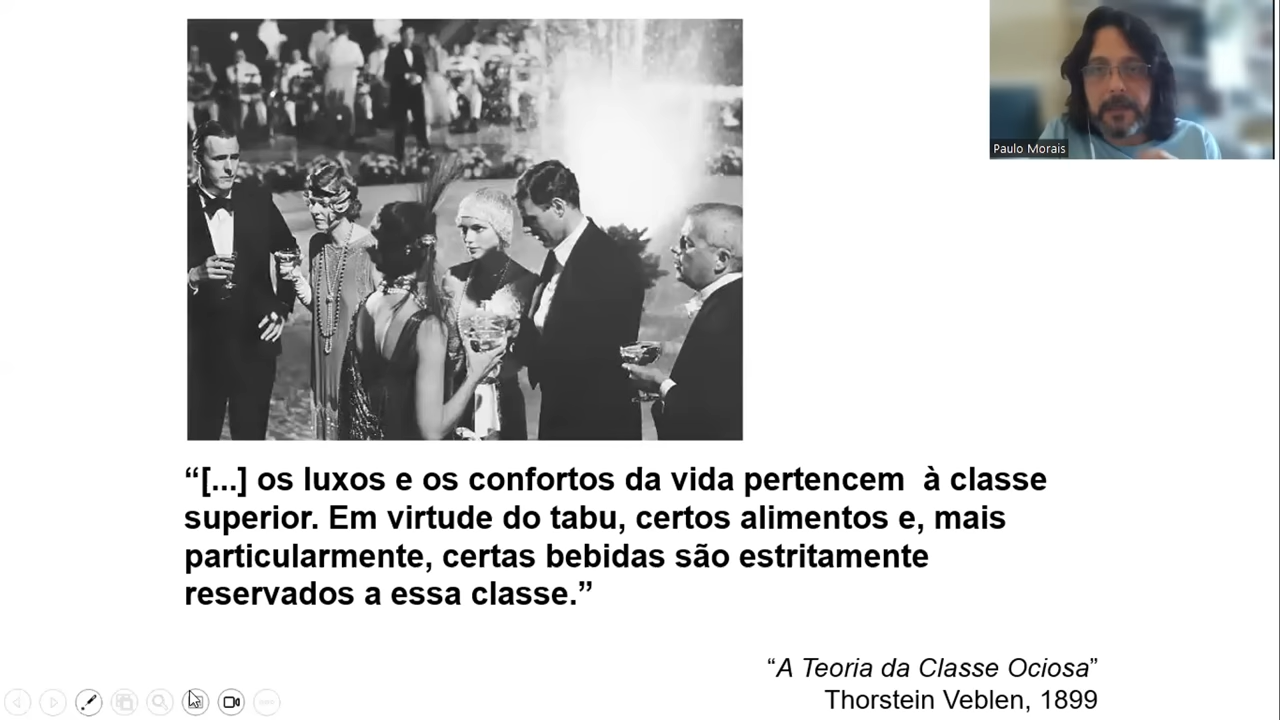 Paulo Morais
“[...] os luxos e os confortos da vida pertencem à classe
superior. Em virtude do tabu, certos alimentos e, mais
particularmente, certas bebidas são estritamente
reservados a essa classe.”
“A Teoria da Classe Ociosa”
Thorstein Veblen, 1899